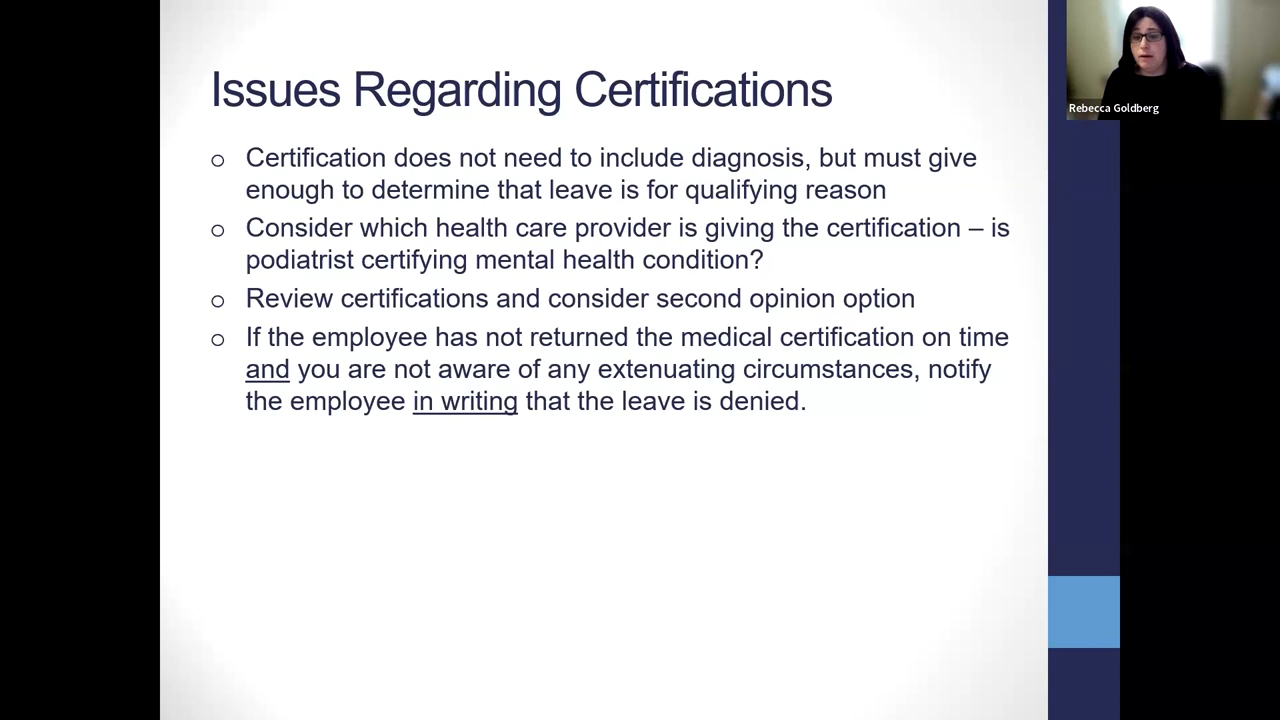 Issues Regarding Certifications
o Certification does not need to include diagnosis, but must give
enough to determine that leave is for qualifying reason
o Consider which health care provider is giving the certification – is
podiatrist certifying mental health condition?
o Review certifications and consider second opinion option
o If the employee has not returned the medical certification on time
and you are not aware of any extenuating circumstances, notify
the employee in writing that the leave is denied.
Rebecca Goldberg